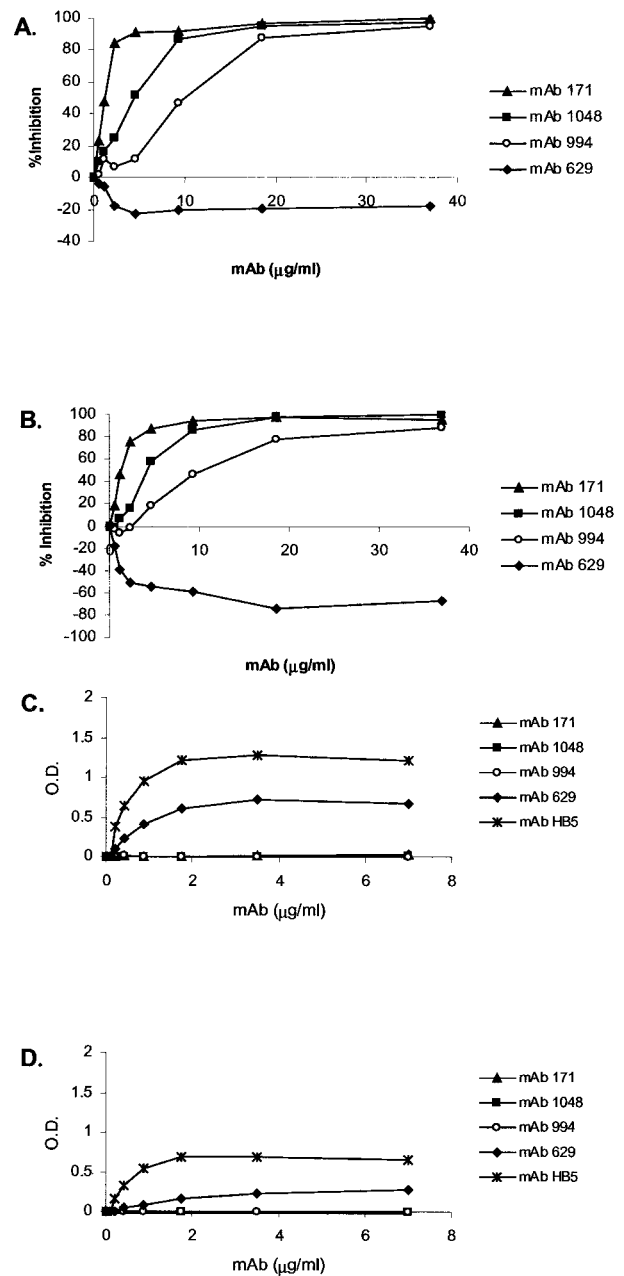 A.
100
80
60
40
20
0
-20
-40
%Inhibition
0
10
20
30
40
mAb (µg/ml)
mAb 171
mAb 1048
mAb 994
mAb 629
B.
100
80
60
40
20
0
-20
-40
-60
-80
-100
% Inhibition
0
10
20
30
40
mAb (µg/ml)
mAb 171
mAb 1048
mAb 994
mAb 629
C.
2
1.5
1
0.5
0
O.D.
0
2
4
6
8
mAb (µg/ml)
mAb 171
mAb 1048
mAb 994
mAb 629
mAb HB5
D.
2
1.5
1
0.5
0
O.D.
0
2
4
6
8
mAb (µg/ml)
mAb 171
mAb 1048
mAb 994
mAb 629
mAb HB5